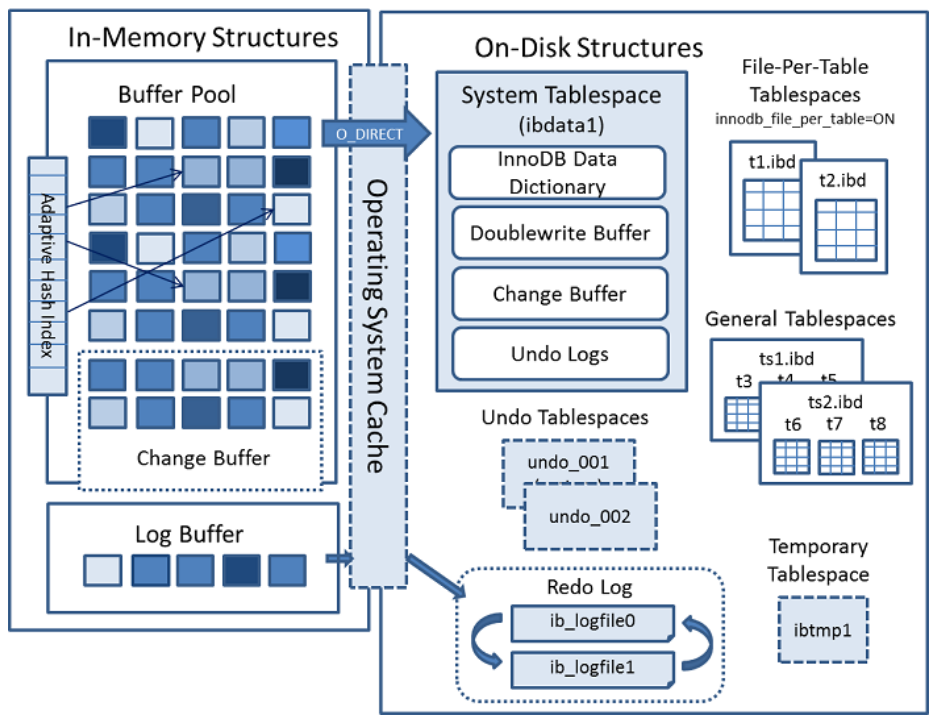 In-Memory Structures
Buffer Pool
Adaptive Hash Index
Change Buffer
Log Buffer
O_DIRECT
Operating System Cache
On-Disk Structures
System Tablespace
(ibdata1)
InnoDB Data
Dictionary
Doublewrite Buffer
Change Buffer
Undo Logs
File-Per-Table
Tablespaces
innodb_file_per_table=ON
t1.ibd
t2.ibd
General Tablespaces
ts1.ibd
t3 t4 t5
ts2.ibd
t6 t7 t8
Undo Tablespaces
undo_001
undo_002
Redo Log
ib_logfile0
ib_logfile1
Temporary
Tablespace
ibtmp1